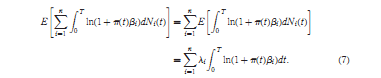 E[∑_{i=1}^{κ} ∫_0^T ln(1 + π(t)β_i)dN_i(t)] = ∑_{i=1}^{κ} E[∫_0^T ln(1 + π(t)β_i)dN_i(t)]
= ∑_{i=1}^{κ} λ_i ∫_0^T ln(1 + π(t)β_i)dt. (7)